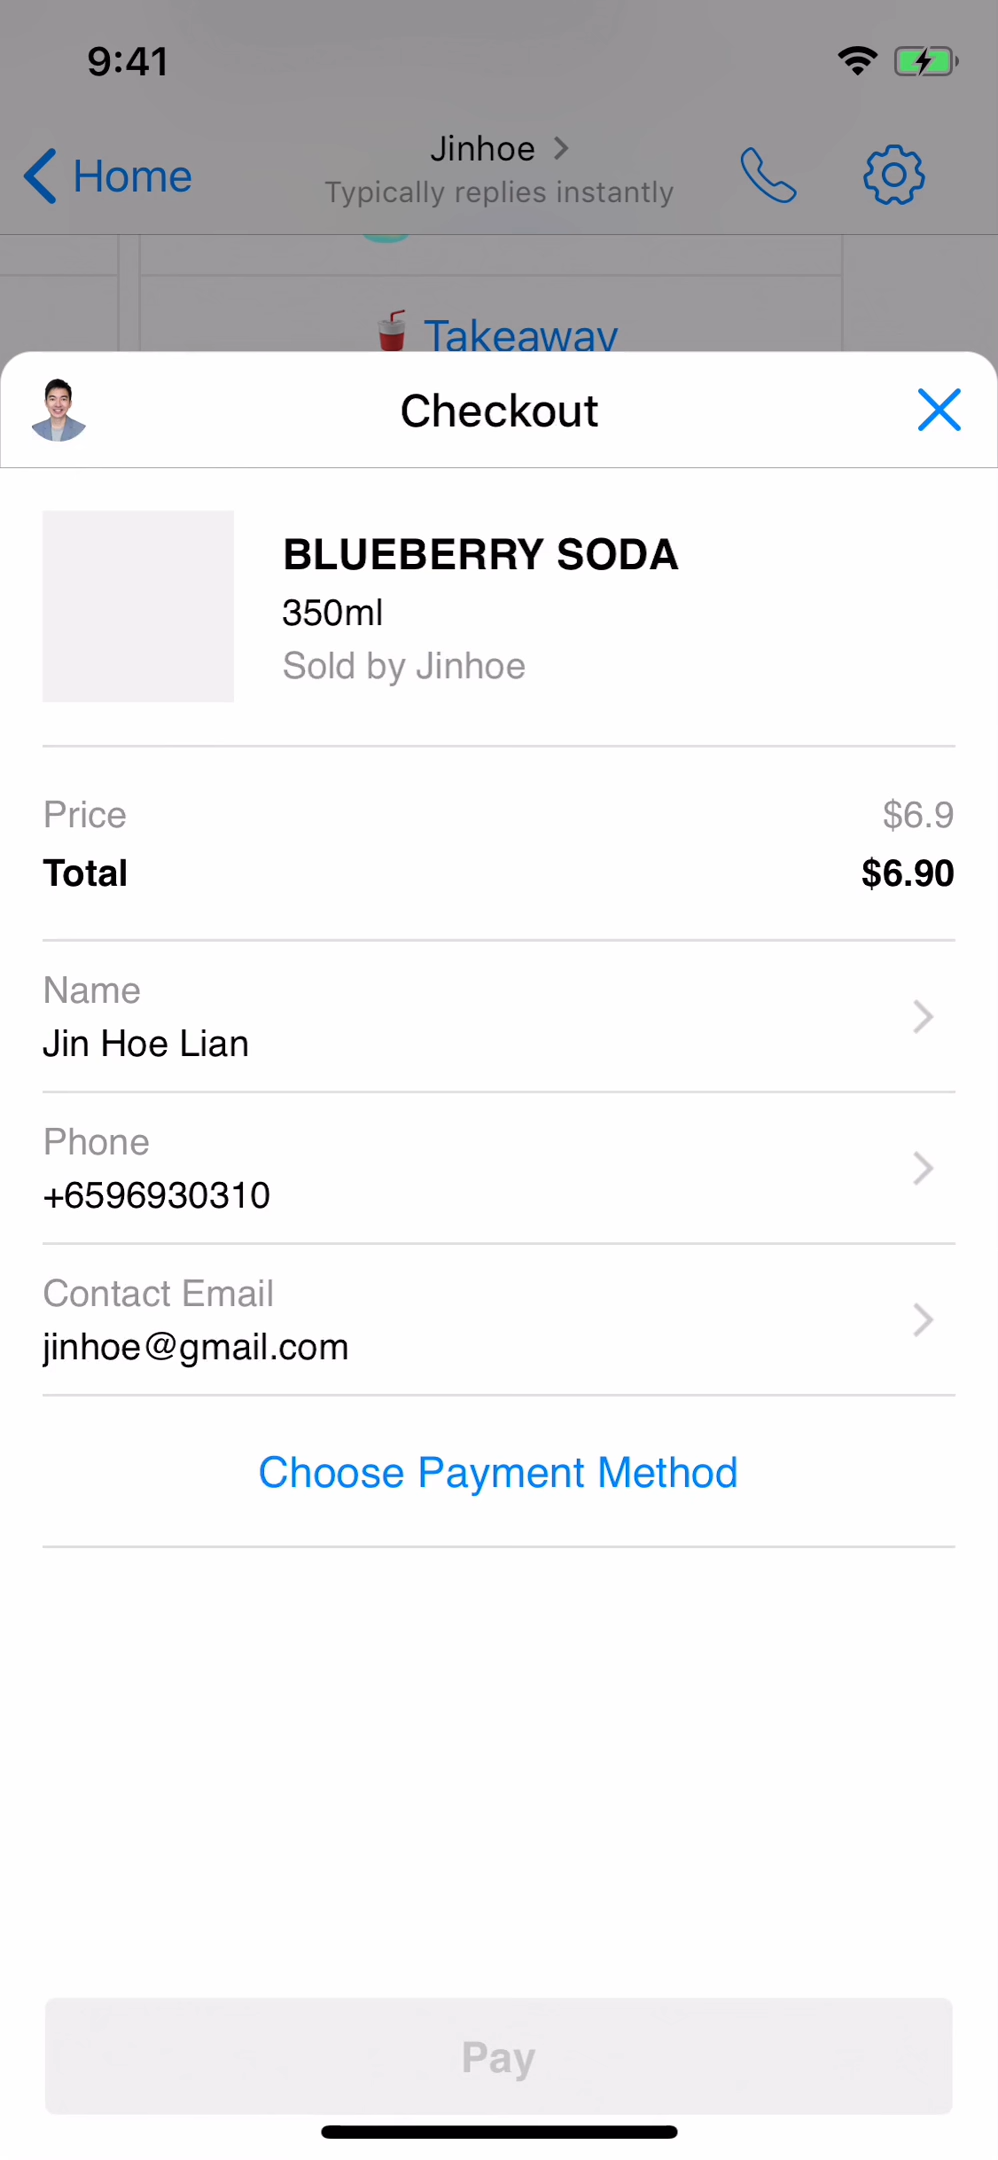 9:41
Home
Jinhoe
Typically replies instantly
Takeaway
Checkout
BLUEBERRY SODA
350ml
Sold by Jinhoe
Price $6.9
Total $6.90
Name
Jin Hoe Lian
Phone
+6596930310
Contact Email
jinhoe@gmail.com
Choose Payment Method
Pay